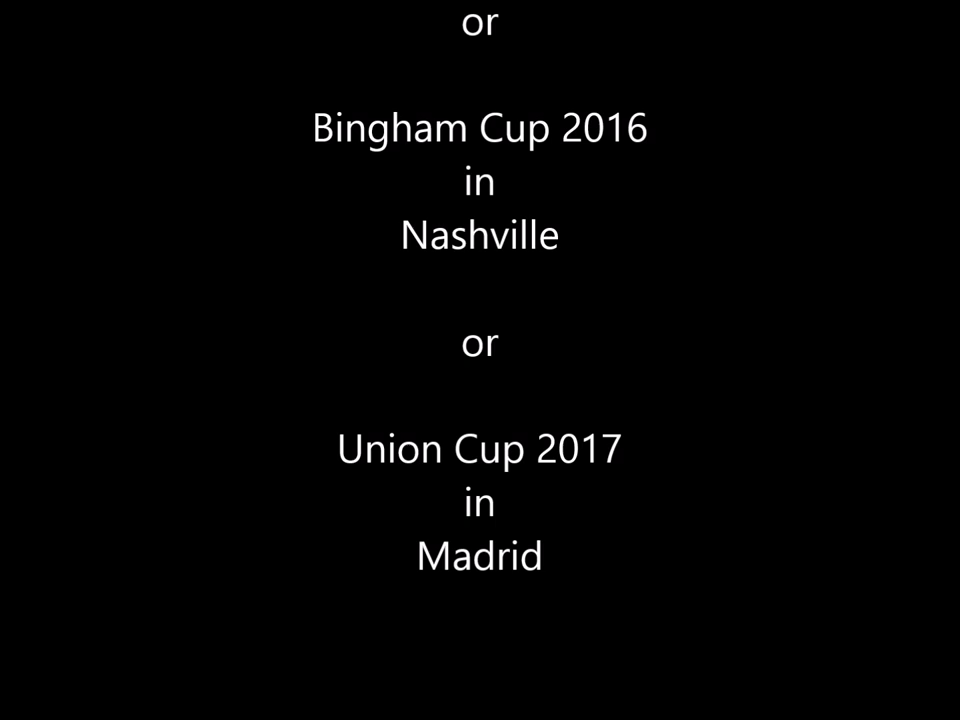 or
Bingham Cup 2016
in
Nashville
or
Union Cup 2017
in
Madrid